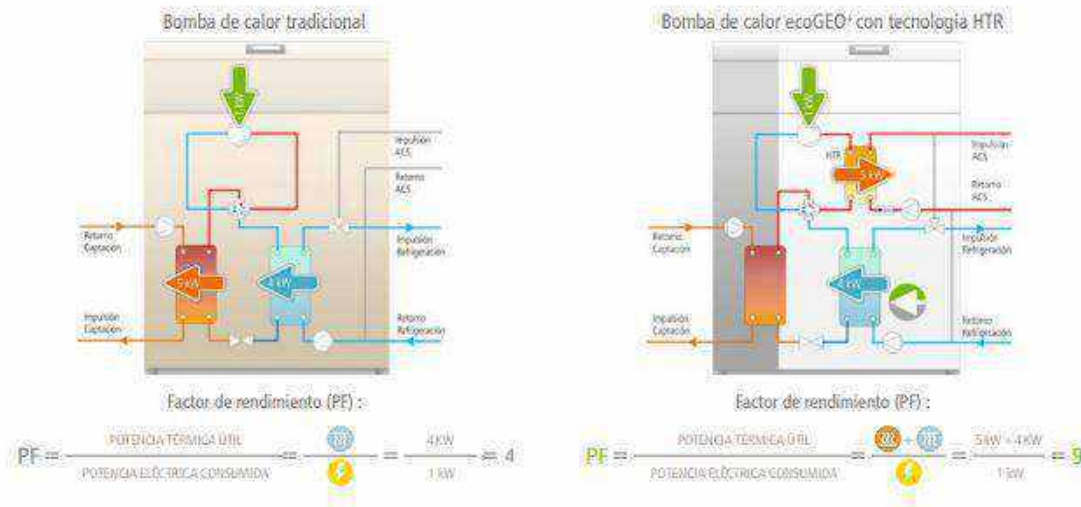 Bomba de calor tradicional
1 kW
Impulsión
ACS
Retorno
ACS
Retorno
Captación
Impulsión
Refrigeración
5 kW
4 kW
Impulsión
Captación
Retorno
Refrigeración
Factor de rendimiento (PF) :
PF = POTENCIA TÉRMICA ÚTIL = = 4 KW = 4
POTENCIA ELÉCTRICA CONSUMIDA 1 kW
Bomba de calor ecoGEO⁺ con tecnología HTR
1 kW
HTR
5 kW
Impulsión
ACS
Retorno
ACS
Retorno
Captación
Impulsión
Refrigeración
4 kW
Impulsión
Captación
Retorno
Refrigeración
Factor de rendimiento (PF) :
PF = POTENCIA TÉRMICA ÚTIL = + = 5 kW + 4 KW = 9
POTENCIA ELÉCTRICA CONSUMIDA 1 kW